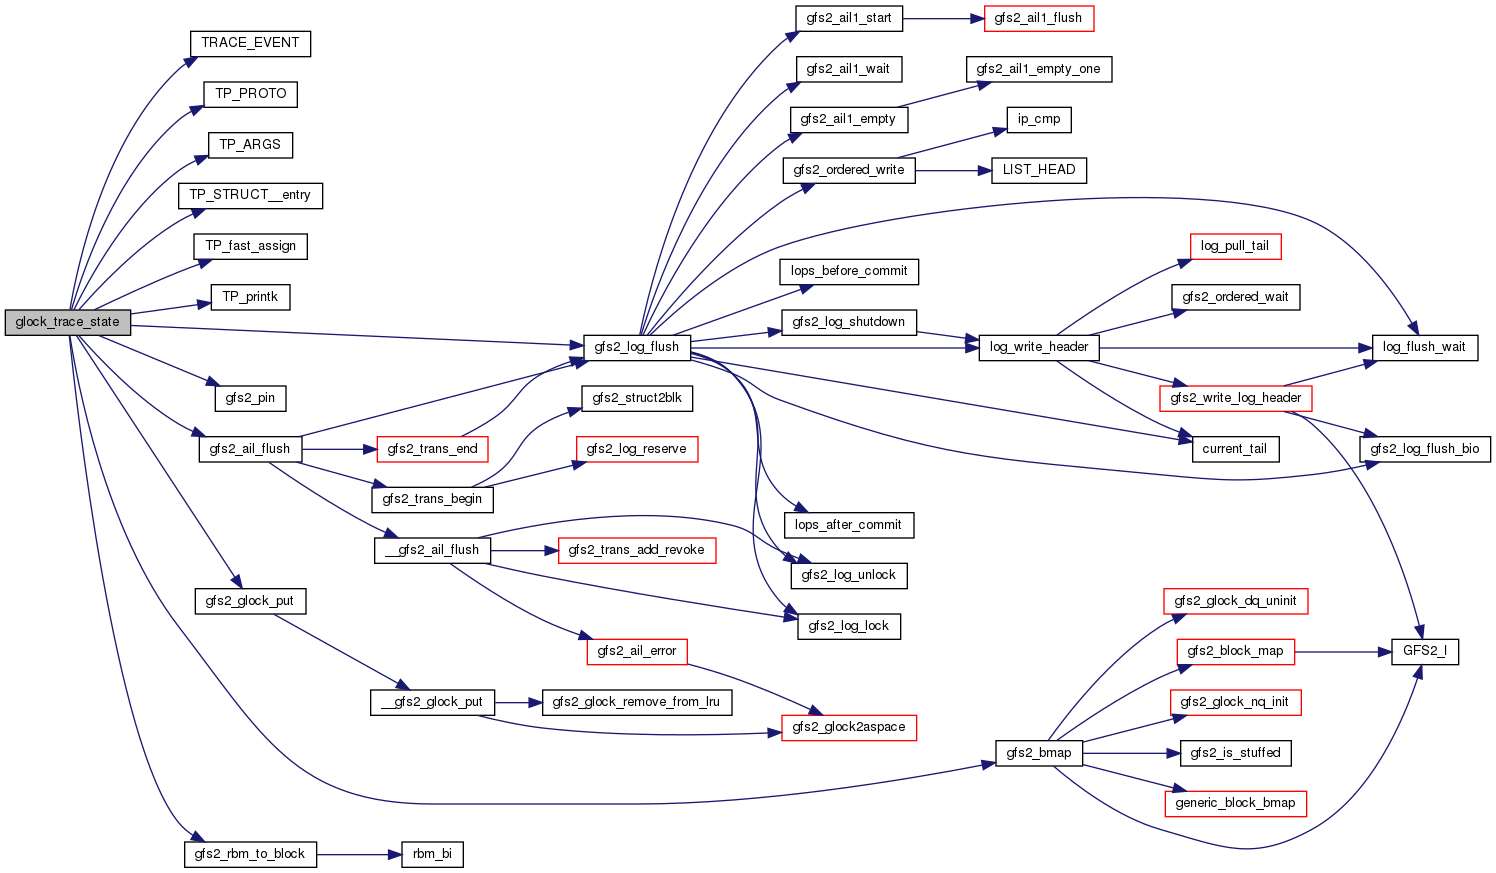 glock_trace_state
TRACE_EVENT
TP_PROTO
TP_ARGS
TP_STRUCT__entry
TP_fast_assign
TP_printk
gfs2_pin
gfs2_ail_flush
gfs2_glock_put
gfs2_rbm_to_block
gfs2_trans_end
gfs2_trans_begin
__gfs2_ail_flush
__gfs2_glock_put
rbm_bi
gfs2_log_flush
gfs2_struct2blk
gfs2_log_reserve
gfs2_trans_add_revoke
gfs2_ail_error
gfs2_glock_remove_from_lru
gfs2_ail1_start
gfs2_ail1_wait
gfs2_ail1_empty
gfs2_ordered_write
lops_before_commit
gfs2_log_shutdown
lops_after_commit
gfs2_log_unlock
gfs2_log_lock
gfs2_glock2aspace
gfs2_ail1_flush
gfs2_ail1_empty_one
ip_cmp
LIST_HEAD
log_write_header
gfs2_bmap
log_pull_tail
gfs2_ordered_wait
gfs2_write_log_header
current_tail
gfs2_glock_dq_uninit
gfs2_block_map
gfs2_glock_nq_init
gfs2_is_stuffed
generic_block_bmap
log_flush_wait
gfs2_log_flush_bio
GFS2_I